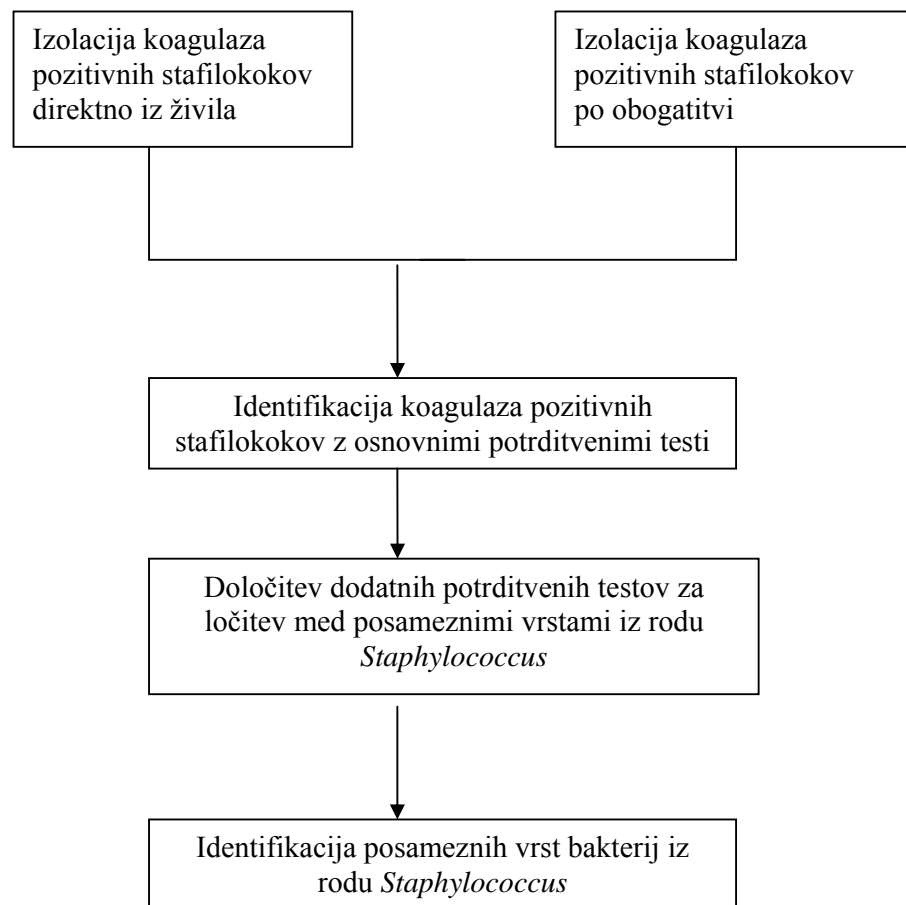 Izolacija koagulaza
pozitivnih stafilokokov
direktno iz živila
Izolacija koagulaza
pozitivnih stafilokokov
po obogatitvi
Identifikacija koagulaza pozitivnih
stafilokokov z osnovnimi potrditvenimi testi
Določitev dodatnih potrditvenih testov za
ločitev med posameznimi vrstami iz rodu
Staphylococcus
Identifikacija posameznih vrst bakterij iz
rodu Staphylococcus